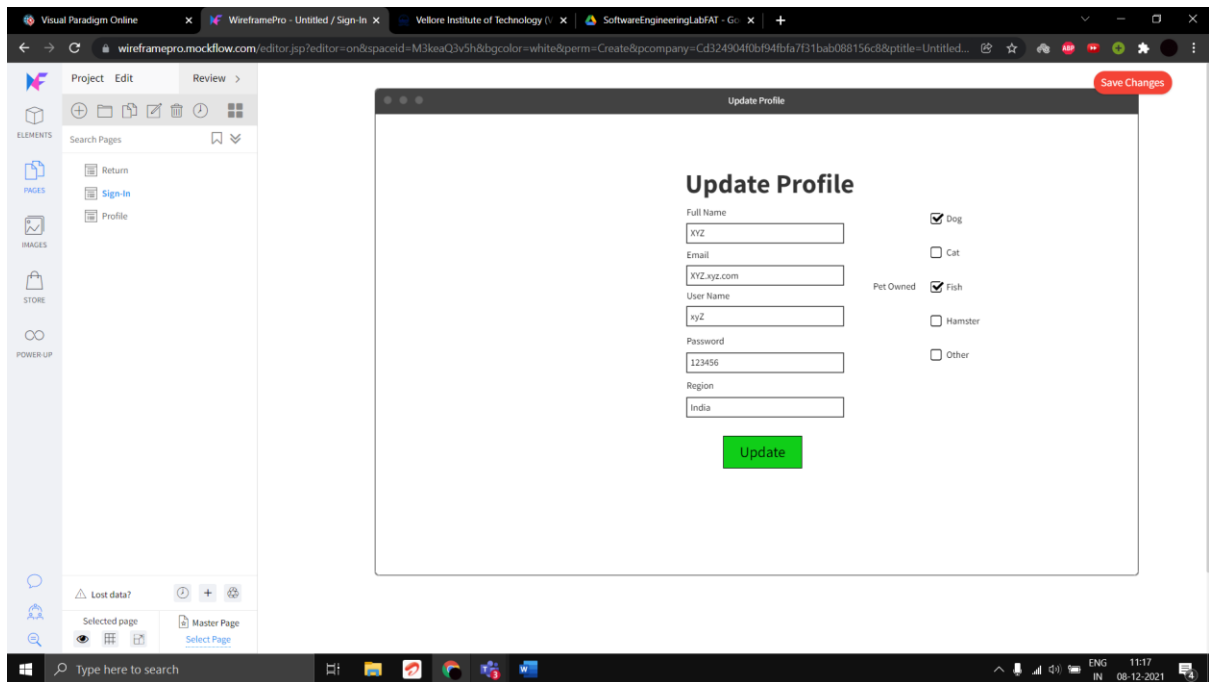 Visual Paradigm Online
WireframePro - Untitled / Sign-In
Vellore Institute of Technology (V
SoftwareEngineeringLabFAT - Go
wireframepro.mockflow.com/editor.jsp?editor=on&spaceid=M3keaQ3v5h&bgcolor=white&perm=Create&pcompany=Cd324904f0bf94fbfa7f31bab088156c8&ptitle=Untitled...
ABP
Project Edit Review >
Save Changes
ELEMENTS
Search Pages
PAGES
Return
Sign-In
Profile
IMAGES
STORE
POWER-UP
Update Profile
Update Profile
Full Name
XYZ
Email
XYZ.xyz.com
User Name
xyZ
Password
123456
Region
India
Update
Pet Owned
Dog
Cat
Fish
Hamster
Other
Lost data?
Selected page
Master Page
Select Page
Type here to search
3
ENG
IN
11:17
08-12-2021
4